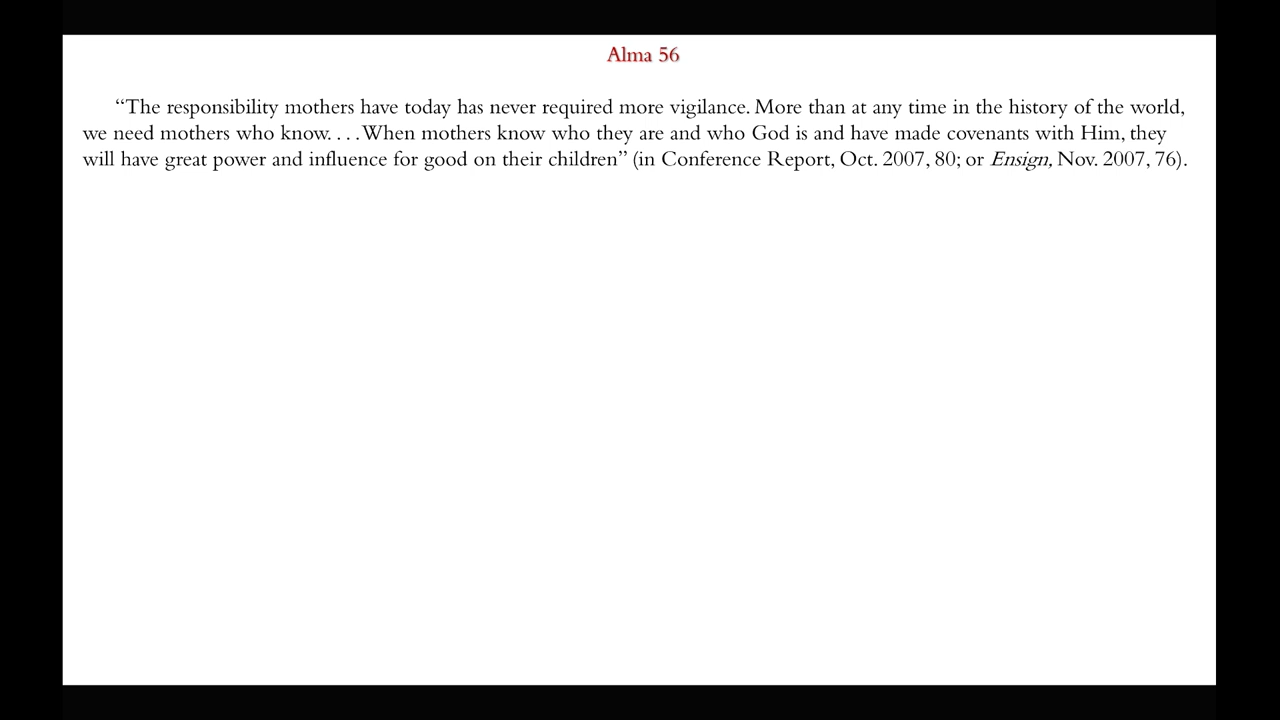 Alma 56
“The responsibility mothers have today has never required more vigilance. More than at any time in the history of the world,
we need mothers who know. . . . When mothers know who they are and who God is and have made covenants with Him, they
will have great power and influence for good on their children” (in Conference Report, Oct. 2007, 80; or Ensign, Nov. 2007, 76).